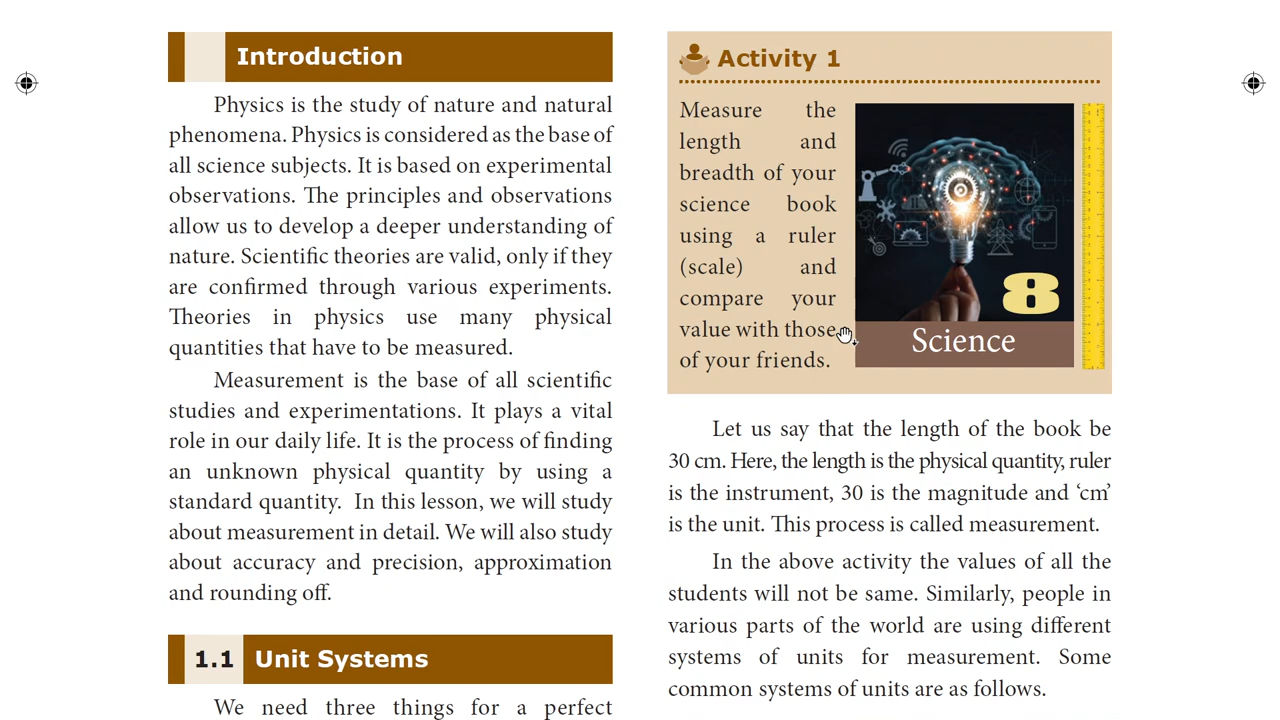 Introduction
Physics is the study of nature and natural
phenomena. Physics is considered as the base of
all science subjects. It is based on experimental
observations. The principles and observations
allow us to develop a deeper understanding of
nature. Scientific theories are valid, only if they
are confirmed through various experiments.
Theories in physics use many physical
quantities that have to be measured.
Measurement is the base of all scientific
studies and experimentations. It plays a vital
role in our daily life. It is the process of finding
an unknown physical quantity by using a
standard quantity. In this lesson, we will study
about measurement in detail. We will also study
about accuracy and precision, approximation
and rounding off.
1.1 Unit Systems
We need three things for a perfect
Activity 1
Measure the
length and
breadth of your
science book
using a ruler
(scale) and
compare your
value with those
of your friends.
8
Science
Let us say that the length of the book be
30 cm. Here, the length is the physical quantity, ruler
is the instrument, 30 is the magnitude and ‘cm’
is the unit. This process is called measurement.
In the above activity the values of all the
students will not be same. Similarly, people in
various parts of the world are using different
systems of units for measurement. Some
common systems of units are as follows.